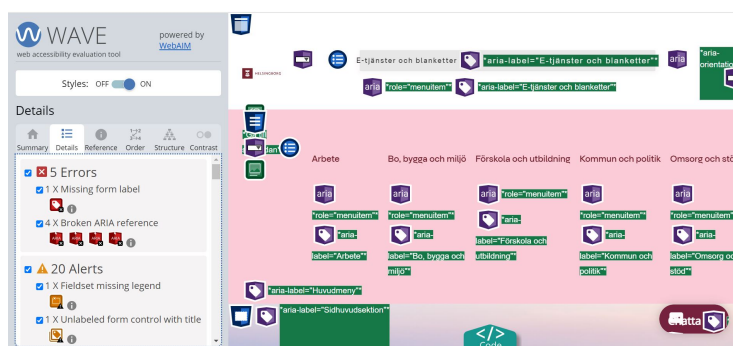 WAVE
web accessibility evaluation tool
powered by
WebAIM
Styles: OFF ON
Details
Summary Details Reference Order Structure Contrast
5 Errors
1 X Missing form label
4 X Broken ARIA reference
20 Alerts
1 X Fieldset missing legend
1 X Unlabeled form control with title
HELSINGBORG
E-tjänster och blanketter *"aria-label="E-tjänster och blanketter"*
aria
*"aria-
orientatio
aria *"role="menuitem"* *"aria-label="E-tjänster och blanketter"*
Arbete Bo, bygga och miljö Förskola och utbildning Kommun och politik Omsorg och stö
aria aria aria *"role="menuitem"* aria aria
*"role="menuitem"* *"role="menuitem"* *"aria- *"role="menuitem"* *"role="menuitem"
*"aria- *"aria- label="Förskola och *"aria- *"aria-
label="Arbete"* label="Bo, bygga och utbildning"* label="Kommun och label="Omsorg oc
miljö"* politik"* stöd"*
*"aria-label="Huvudmeny"*
*"aria-label="Sidhuvudsektion"*
</>
Code